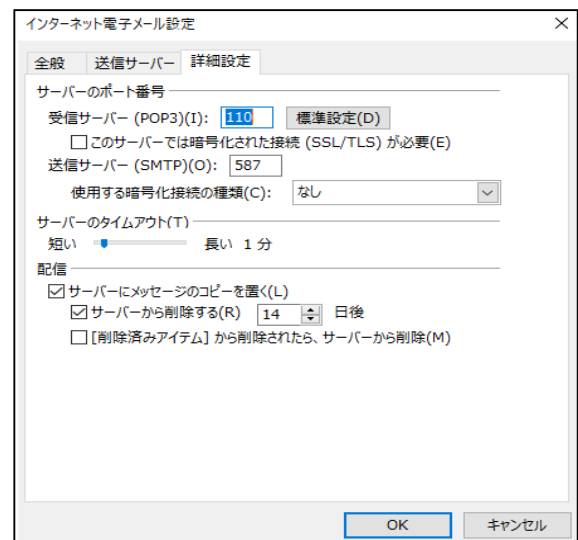 インターネット電子メール設定
全般 送信サーバー 詳細設定
サーバーのポート番号
受信サーバー (POP3)(I): 110 標準設定(D)
このサーバーでは暗号化された接続 (SSL/TLS) が必要(E)
送信サーバー (SMTP)(O): 587
使用する暗号化接続の種類(C): なし
サーバーのタイムアウト(T)
短い 長い 1 分
配信
サーバーにメッセージのコピーを置く(L)
サーバーから削除する(R) 14 日後
[削除済みアイテム] から削除されたら、サーバーから削除(M)
OK キャンセル